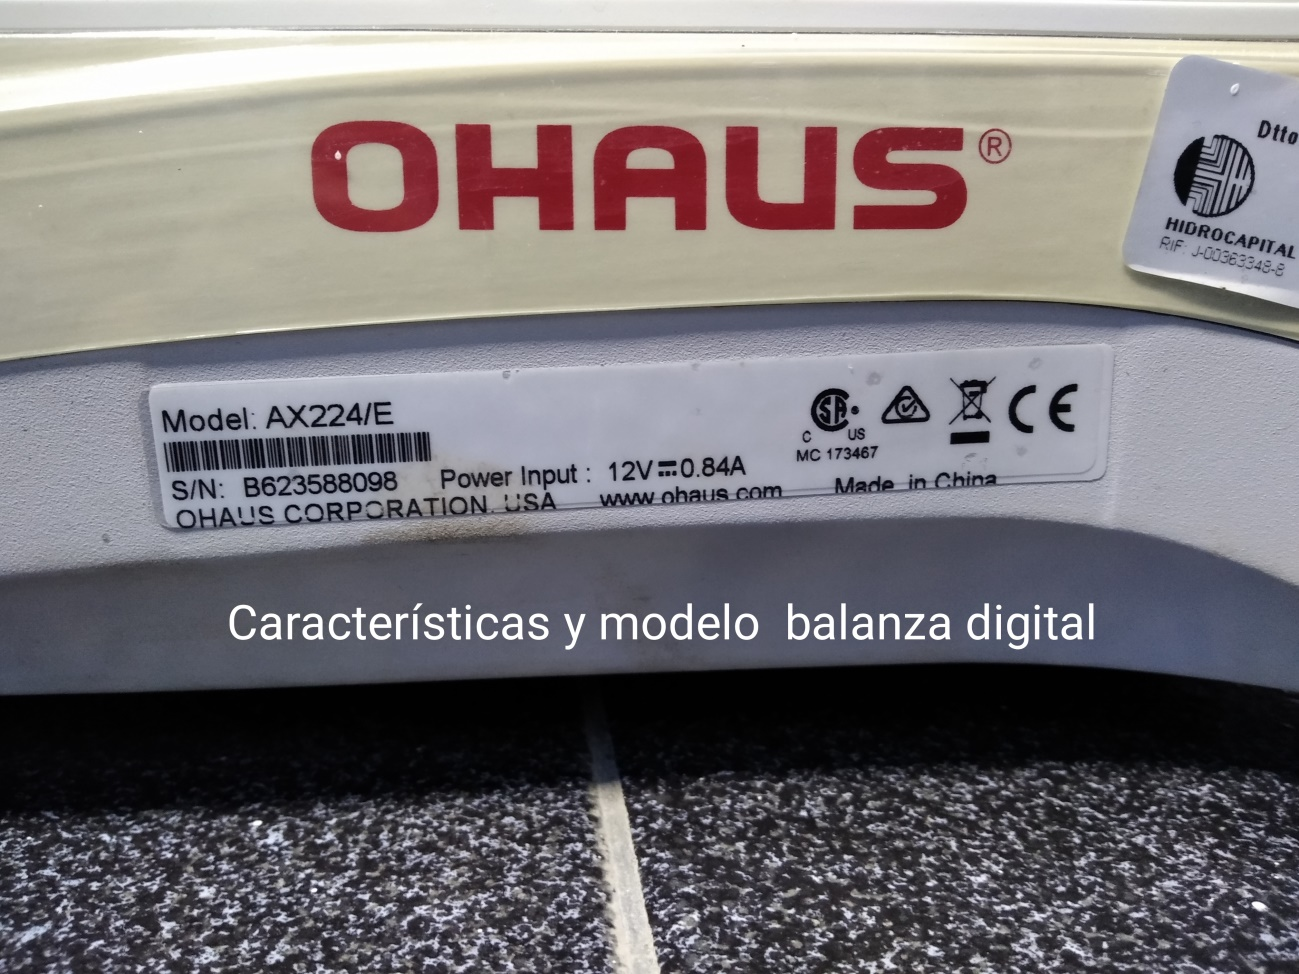 OHAUS®
Dtto
HIDROCAPITAL
RIF: J-00363348-8
Model: AX224/E
S/N: B623588098
Power Input : 12V⎓0.84A
C SA US
MC 173467
CE
OHAUS CORPORATION. USA
www.ohaus.com
Made in China
Características y modelo balanza digital